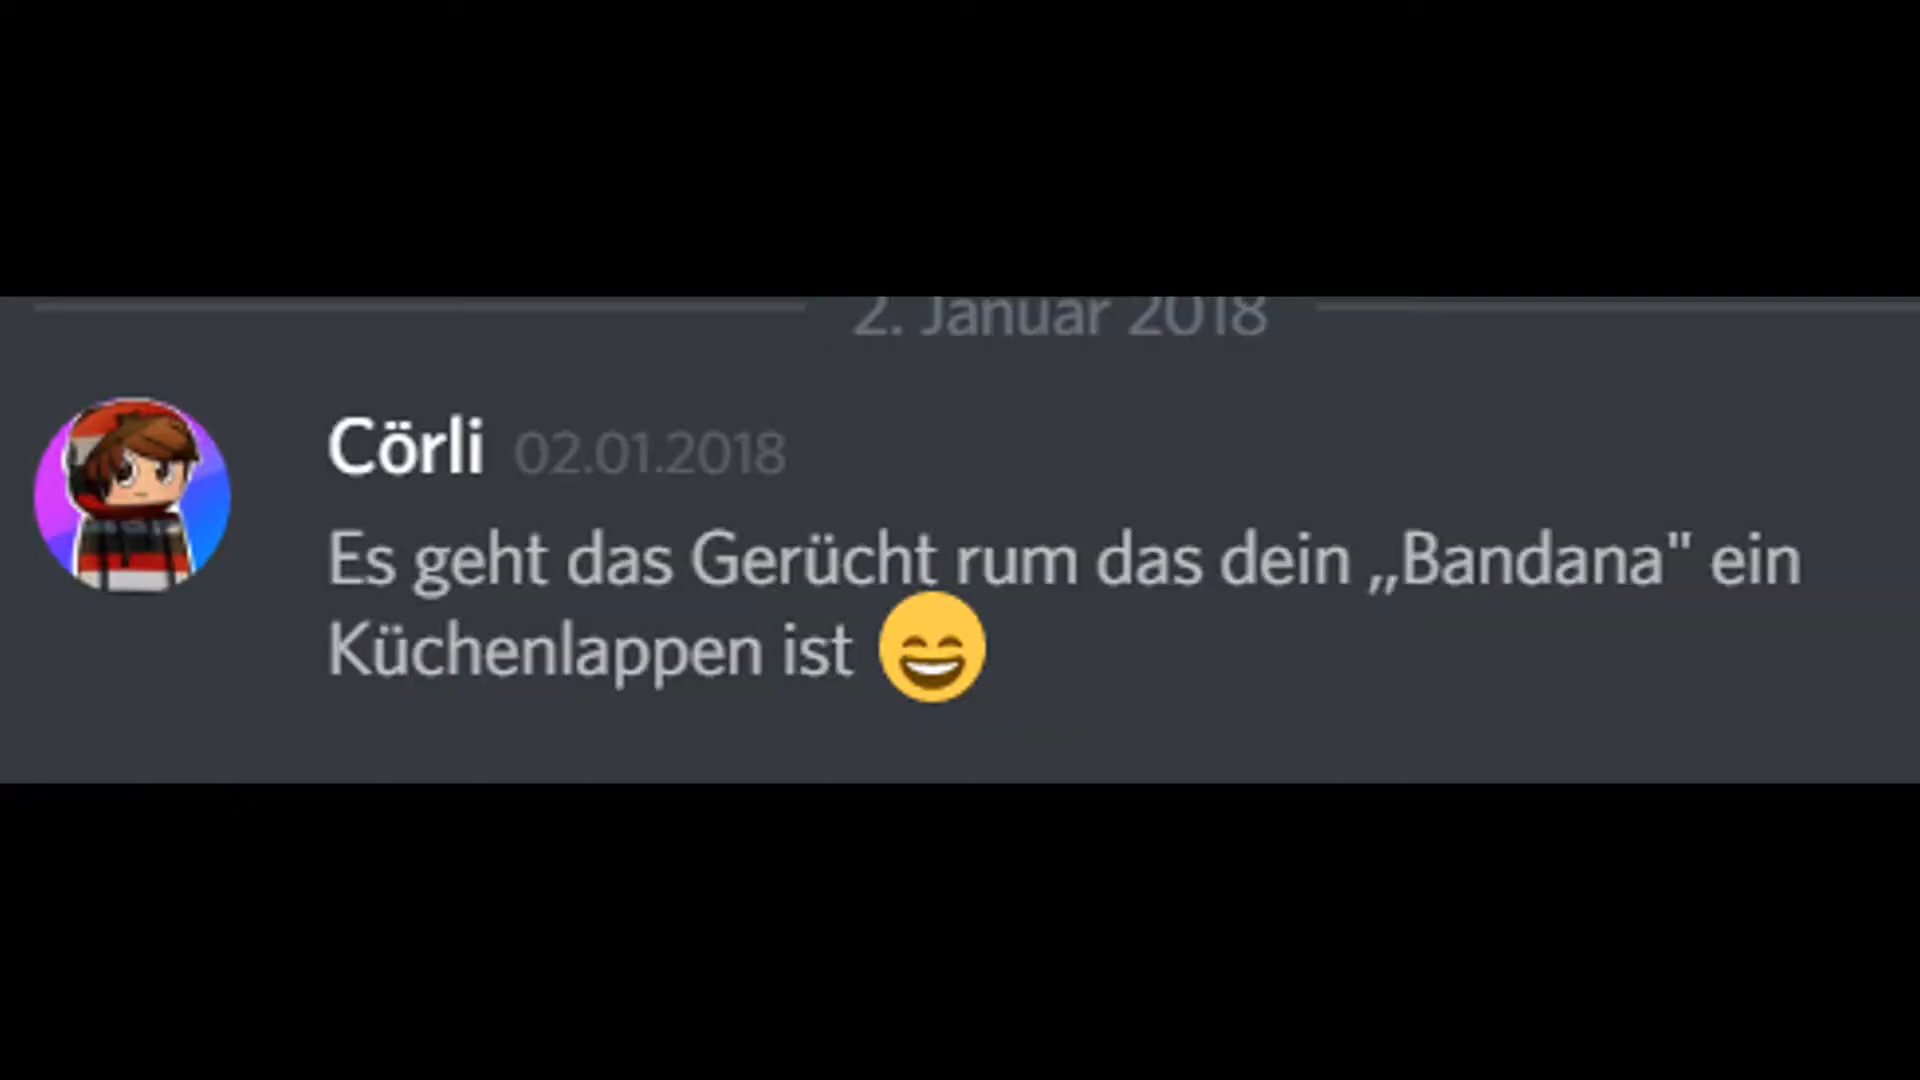 2. Januar 2018
Cörli 02.01.2018
Es geht das Gerücht rum das dein ,,Bandana" ein
Küchenlappen ist 😄